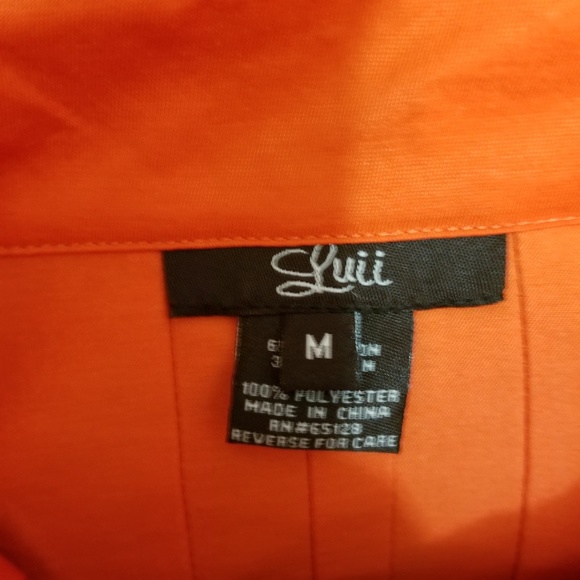 Luii
M
100% POLYESTER
MADE IN CHINA
RN#65128
REVERSE FOR CARE